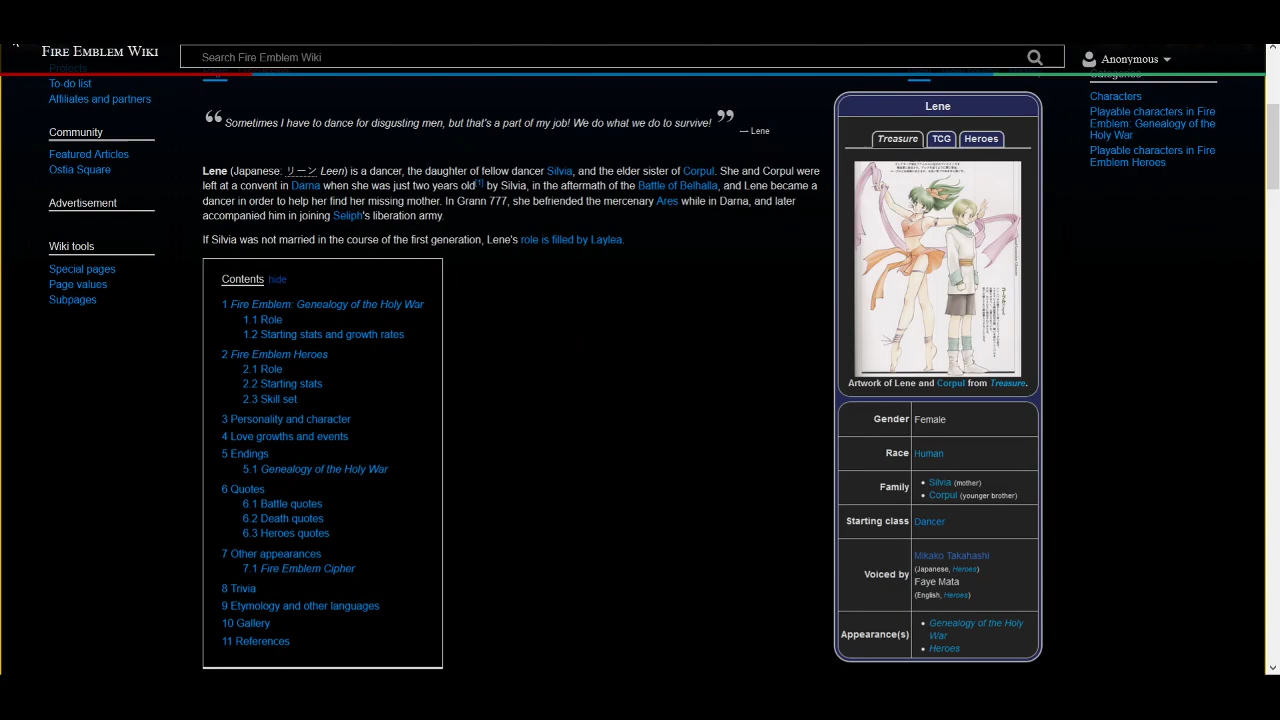 FIRE EMBLEM WIKI
Search Fire Emblem Wiki
Anonymous
Projects
To do list
Affiliates and partners
Community
Featured Articles
Ostia Square
Advertisement
Wiki tools
Special pages
Page values
Subpages
“ Sometimes I have to dance for disgusting men, but that's a part of my job! We do what we do to survive! ”
— Lene
Lene (Japanese: リーン Leen) is a dancer, the daughter of fellow dancer Silvia, and the elder sister of Corpul. She and Corpul were
left at a convent in Darna when she was just two years old[1] by Silvia, in the aftermath of the Battle of Belhalla, and Lene became a
dancer in order to help her find her missing mother. In Grann 777, she befriended the mercenary Ares while in Darna, and later
accompanied him in joining Seliph's liberation army.
If Silvia was not married in the course of the first generation, Lene's role is filled by Laylea.
Contents hide
1 Fire Emblem: Genealogy of the Holy War
1.1 Role
1.2 Starting stats and growth rates
2 Fire Emblem Heroes
2.1 Role
2.2 Starting stats
2.3 Skill set
3 Personality and character
4 Love growths and events
5 Endings
5.1 Genealogy of the Holy War
6 Quotes
6.1 Battle quotes
6.2 Death quotes
6.3 Heroes quotes
7 Other appearances
7.1 Fire Emblem Cipher
8 Trivia
9 Etymology and other languages
10 Gallery
11 References
Lene
Treasure TCG Heroes
Artwork of Lene and Corpul from Treasure.
Gender Female
Race Human
Family • Silvia (mother)
• Corpul (younger brother)
Starting class Dancer
Voiced by Mikako Takahashi
(Japanese, Heroes)
Faye Mata
(English, Heroes)
Appearance(s) • Genealogy of the Holy
War
• Heroes
Categories
Characters
Playable characters in Fire
Emblem: Genealogy of the
Holy War
Playable characters in Fire
Emblem Heroes